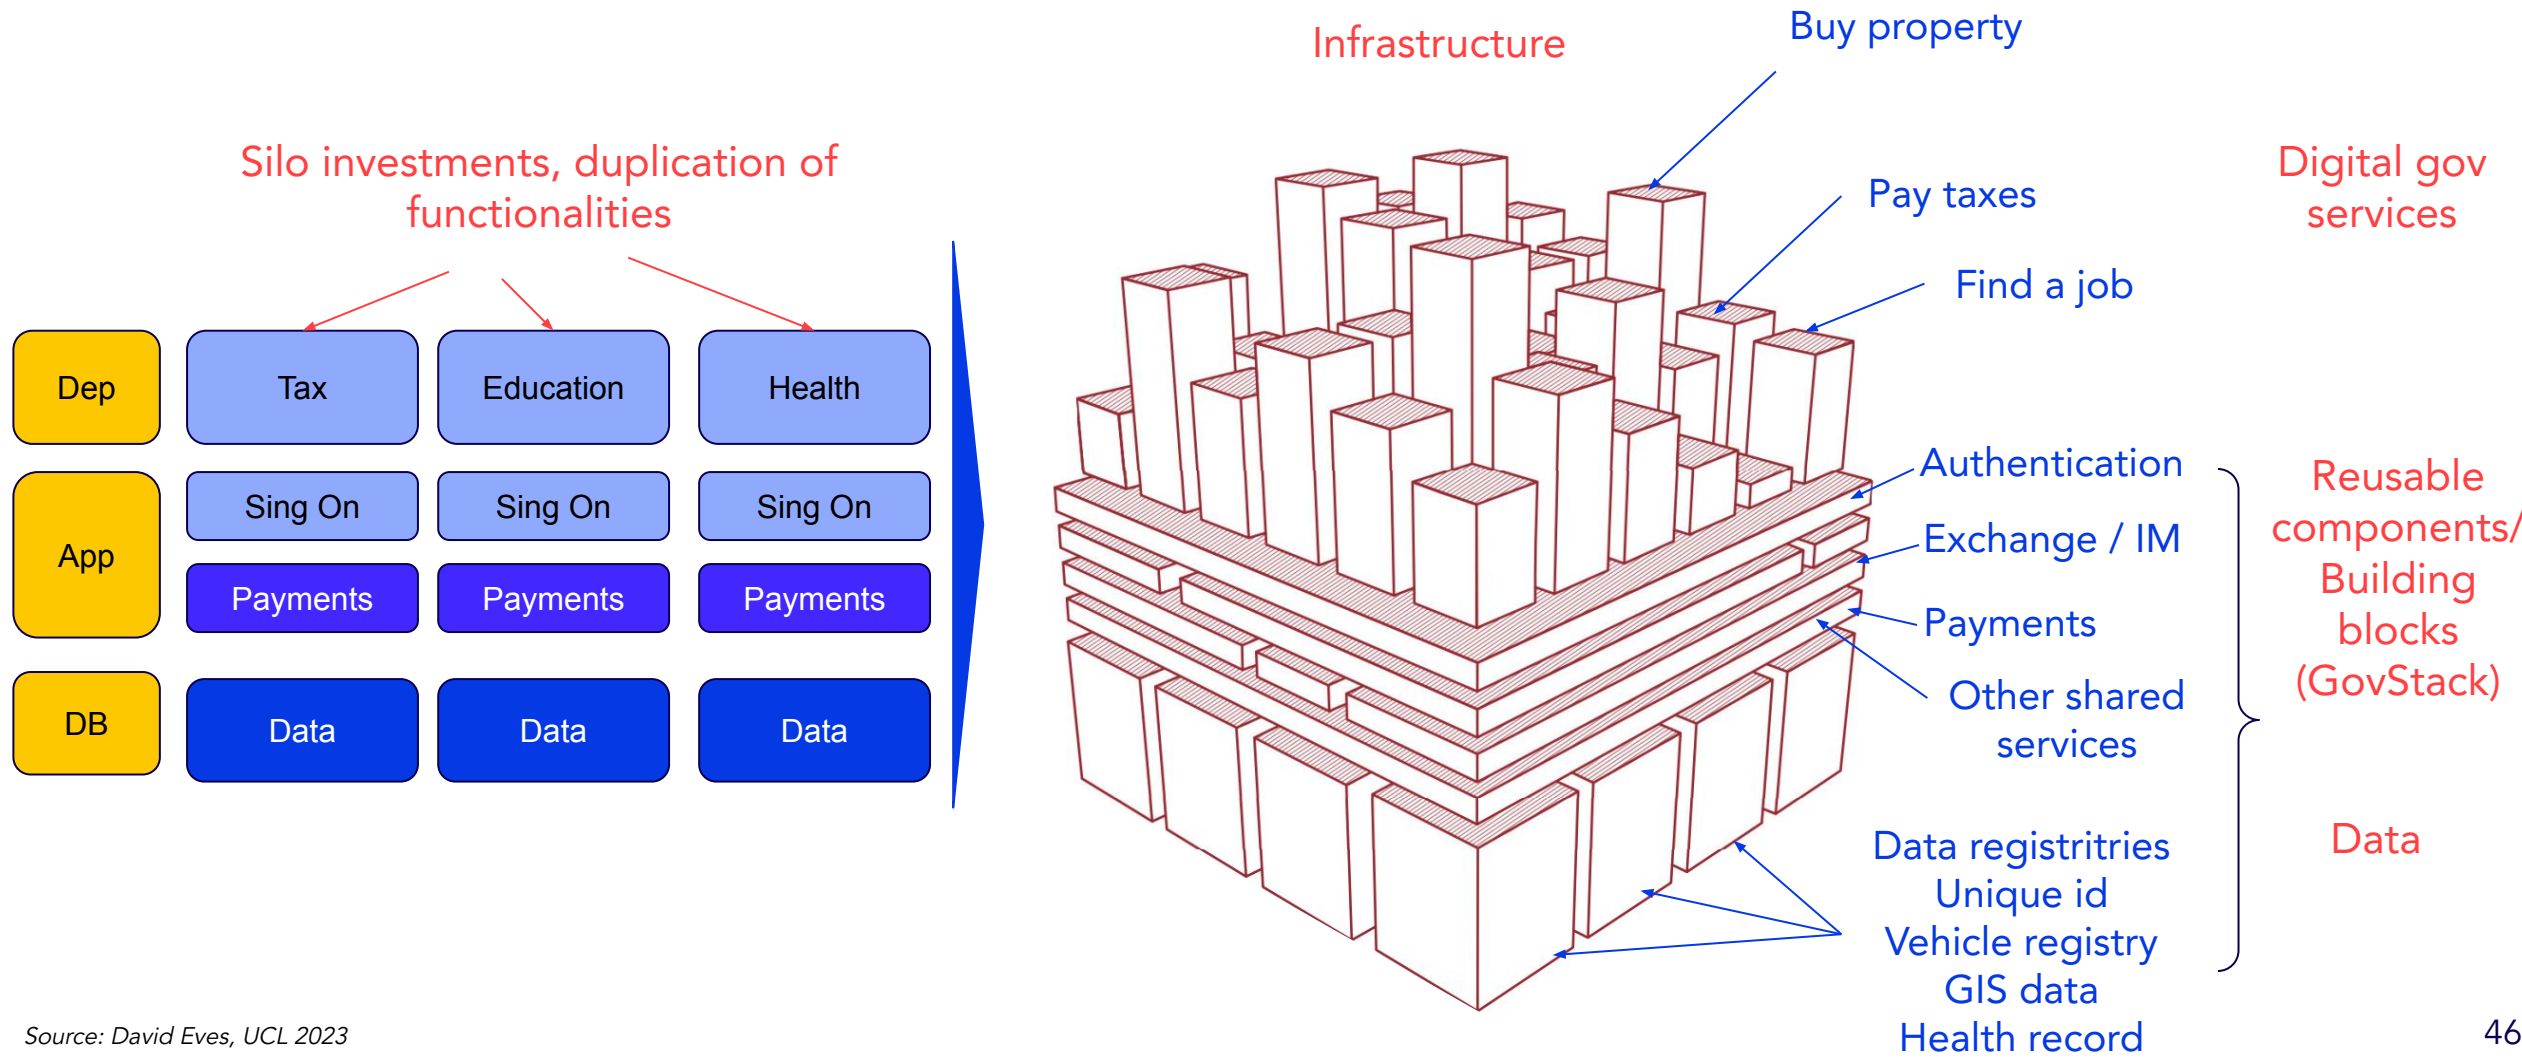 Infrastructure
Buy property
Silo investments, duplication of
functionalities
Pay taxes
Digital gov
services
Find a job
Dep
Tax
Education
Health
App
Sing On
Sing On
Sing On
Payments
Payments
Payments
DB
Data
Data
Data
Authentication
Exchange / IM
Payments
Other shared
services
Reusable
components/
Building
blocks
(GovStack)
Data registritries
Unique id
Vehicle registry
GIS data
Health record
Data
Source: David Eves, UCL 2023
46